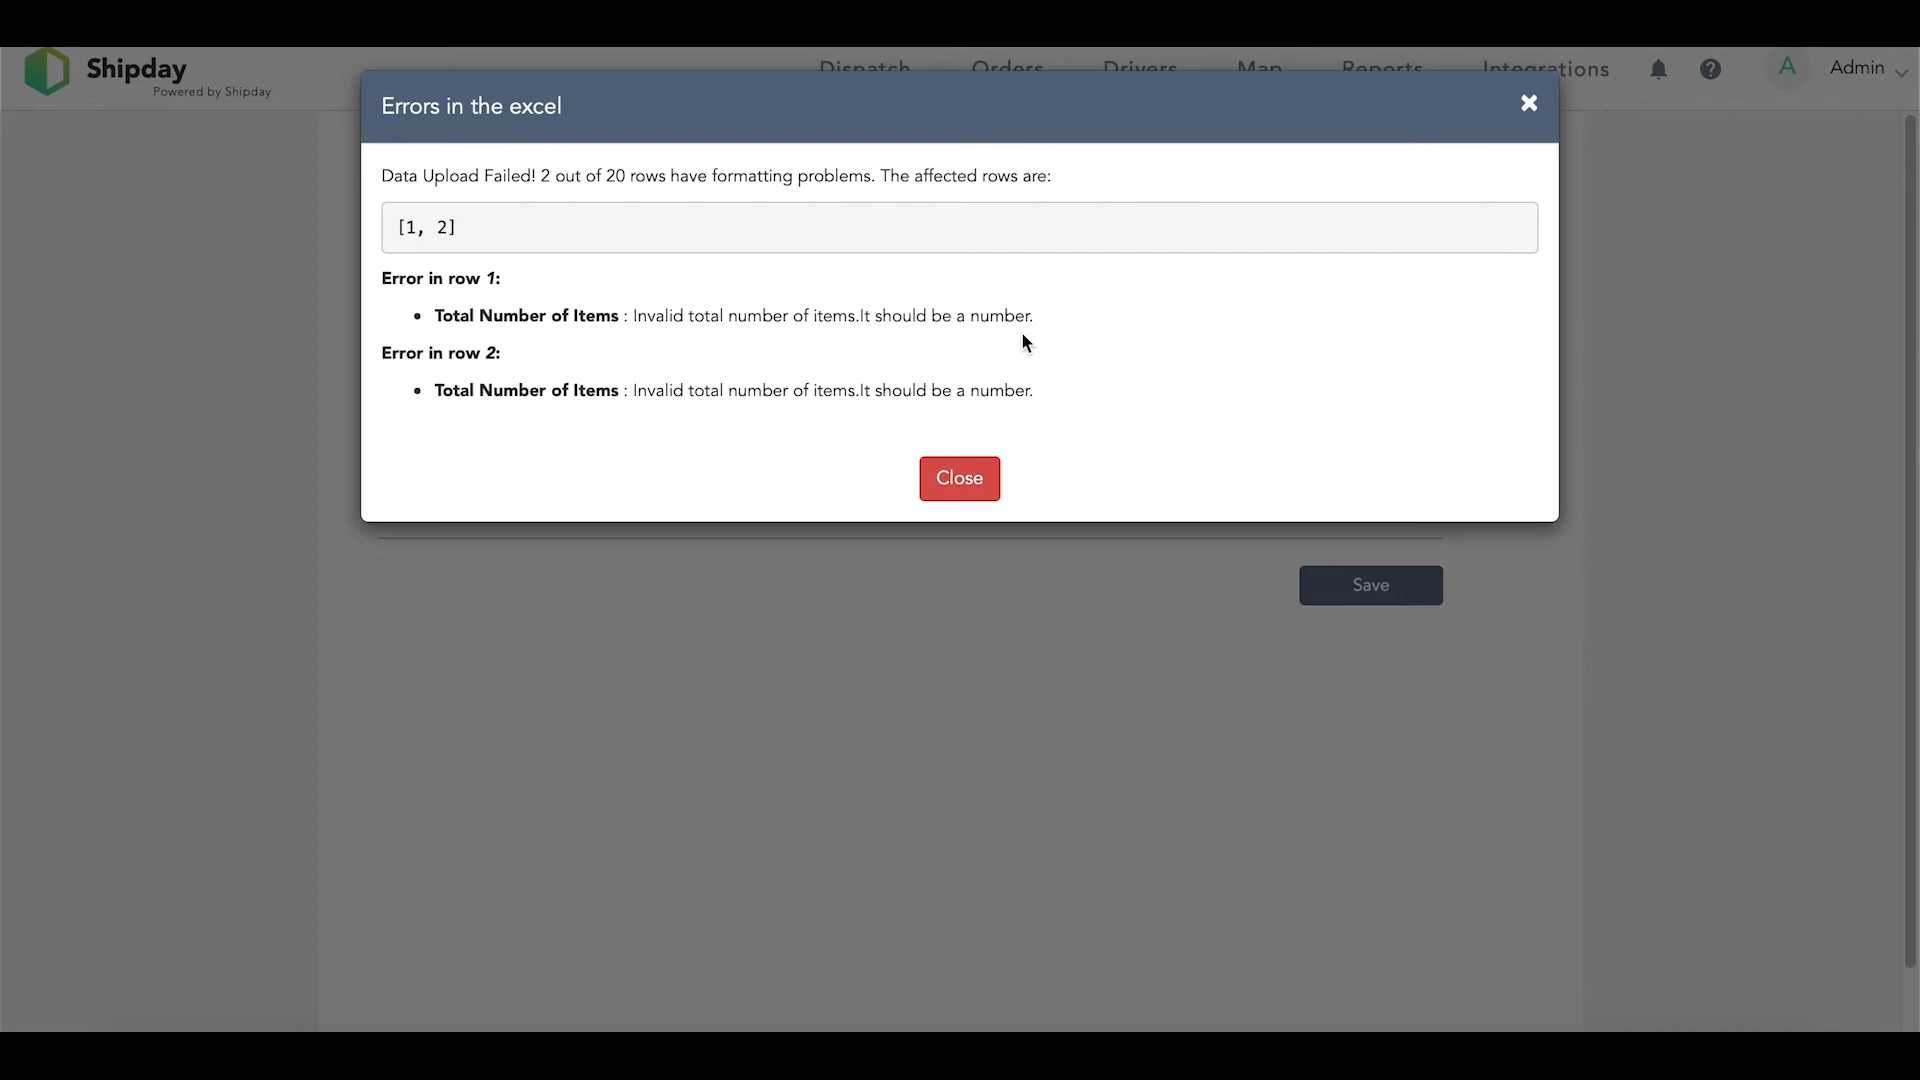 Shipday
Powered by Shipday
Dispatch Orders Drivers Map Reports Integrations A Admin
Errors in the excel
Data Upload Failed! 2 out of 20 rows have formatting problems. The affected rows are:
[1, 2]
Error in row 1:
• Total Number of Items : Invalid total number of items.It should be a number.
Error in row 2:
• Total Number of Items : Invalid total number of items.It should be a number.
Close
Save